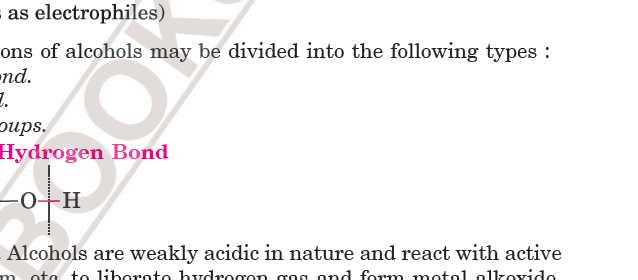 s as electrophiles)
ons of alcohols may be divided into the following types :
ond.
d.
oups.
Hydrogen Bond
—O—H
Alcohols are weakly acidic in nature and react with active
m, etc. to liberate hydrogen gas and form metal alkoxide.